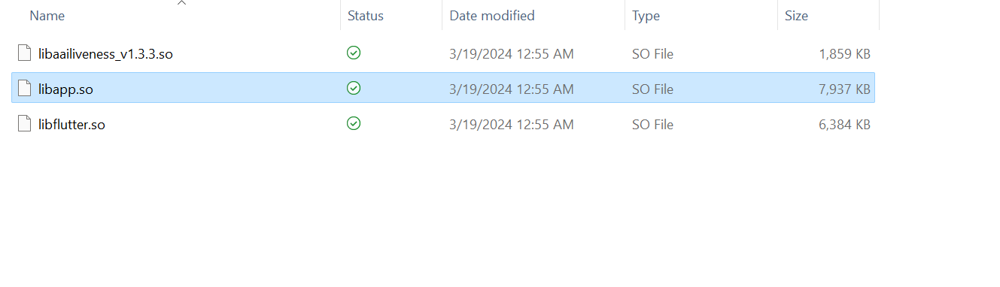 Name Status Date modified Type Size
libaailiveness_v1.3.3.so 3/19/2024 12:55 AM SO File 1,859 KB
libapp.so 3/19/2024 12:55 AM SO File 7,937 KB
libflutter.so 3/19/2024 12:55 AM SO File 6,384 KB